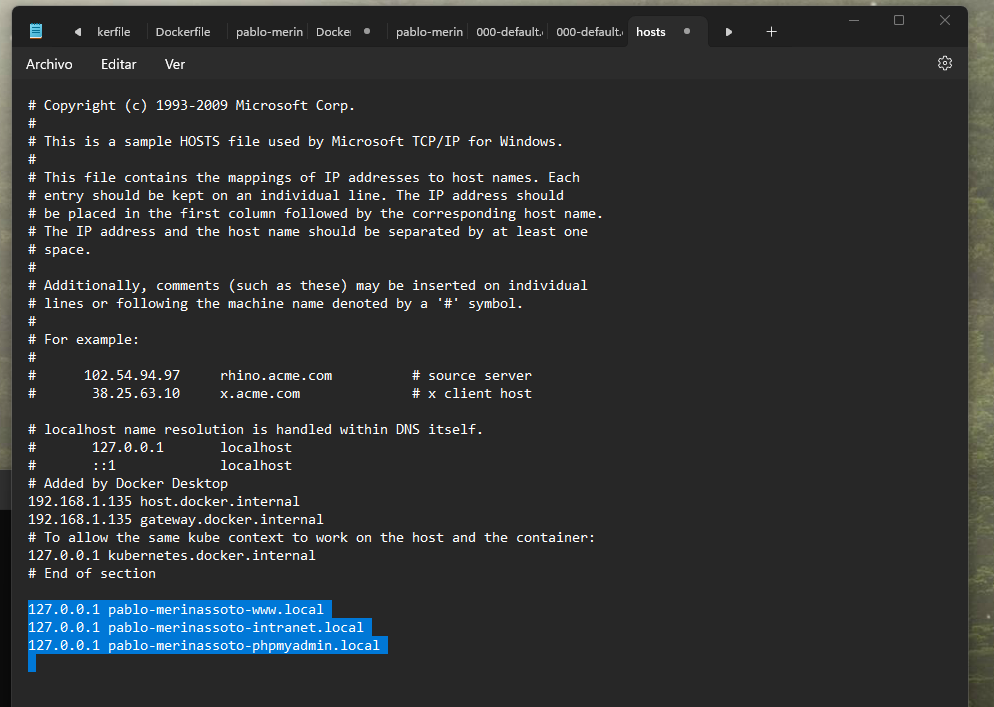 kerfile
Dockerfile
pablo-merin
Docke
pablo-merin
000-default.
000-default.
hosts
Archivo
Editar
Ver
# Copyright (c) 1993-2009 Microsoft Corp.
#
# This is a sample HOSTS file used by Microsoft TCP/IP for Windows.
#
# This file contains the mappings of IP addresses to host names. Each
# entry should be kept on an individual line. The IP address should
# be placed in the first column followed by the corresponding host name.
# The IP address and the host name should be separated by at least one
# space.
#
# Additionally, comments (such as these) may be inserted on individual
# lines or following the machine name denoted by a '#' symbol.
#
# For example:
#
#      102.54.94.97     rhino.acme.com          # source server
#       38.25.63.10     x.acme.com              # x client host
# localhost name resolution is handled within DNS itself.
#       127.0.0.1       localhost
#       ::1             localhost
# Added by Docker Desktop
192.168.1.135 host.docker.internal
192.168.1.135 gateway.docker.internal
# To allow the same kube context to work on the host and the container:
127.0.0.1 kubernetes.docker.internal
# End of section
127.0.0.1 pablo-merinassoto-www.local
127.0.0.1 pablo-merinassoto-intranet.local
127.0.0.1 pablo-merinassoto-phpmyadmin.local